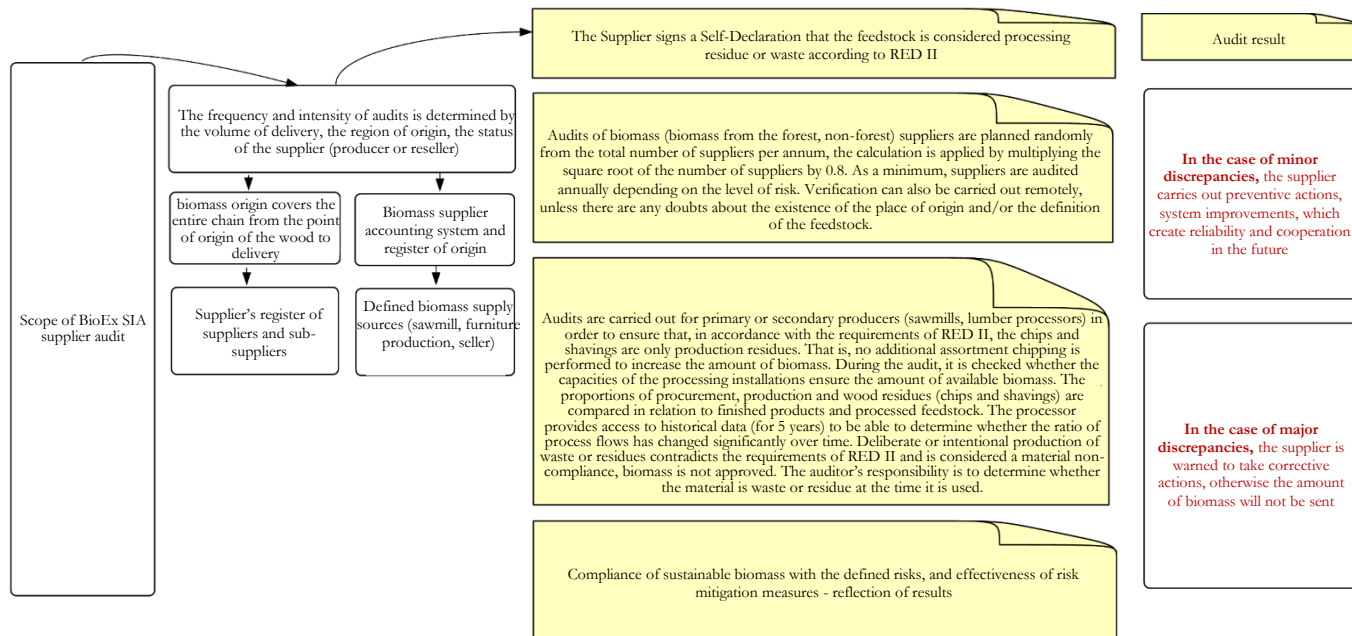 Scope of BioEx SIA
supplier audit
The frequency and intensity of audits is determined by
the volume of delivery, the region of origin, the status
of the supplier (producer or reseller)
biomass origin covers the
entire chain from the point
of origin of the wood to
delivery
Biomass supplier
accounting system and
register of origin
Supplier's register of
suppliers and sub-
suppliers
Defined biomass supply
sources (sawmill, furniture
production, seller)
The Supplier signs a Self-Declaration that the feedstock is considered processing
residue or waste according to RED II
Audits of biomass (biomass from the forest, non-forest) suppliers are planned randomly
from the total number of suppliers per annum, the calculation is applied by multiplying the
square root of the number of suppliers by 0.8. As a minimum, suppliers are audited
annually depending on the level of risk. Verification can also be carried out remotely,
unless there are any doubts about the existence of the place of origin and/or the definition
of the feedstock.
Audits are carried out for primary or secondary producers (sawmills, lumber processors) in
order to ensure that, in accordance with the requirements of RED II, the chips and
shavings are only production residues. That is, no additional assortment chipping is
performed to increase the amount of biomass. During the audit, it is checked whether the
capacities of the processing installations ensure the amount of available biomass. The
proportions of procurement, production and wood residues (chips and shavings) are
compared in relation to finished products and processed feedstock. The processor
provides access to historical data (for 5 years) to be able to determine whether the ratio of
process flows has changed significantly over time. Deliberate or intentional production of
waste or residues contradicts the requirements of RED II and is considered a material non-
compliance, biomass is not approved. The auditor's responsibility is to determine whether
the material is waste or residue at the time it is used.
Compliance of sustainable biomass with the defined risks, and effectiveness of risk
mitigation measures - reflection of results
Audit result
In the case of minor
discrepancies, the supplier
carries out preventive actions,
system improvements, which
create reliability and cooperation
in the future
In the case of major
discrepancies, the supplier is
warned to take corrective
actions, otherwise the amount
of biomass will not be sent